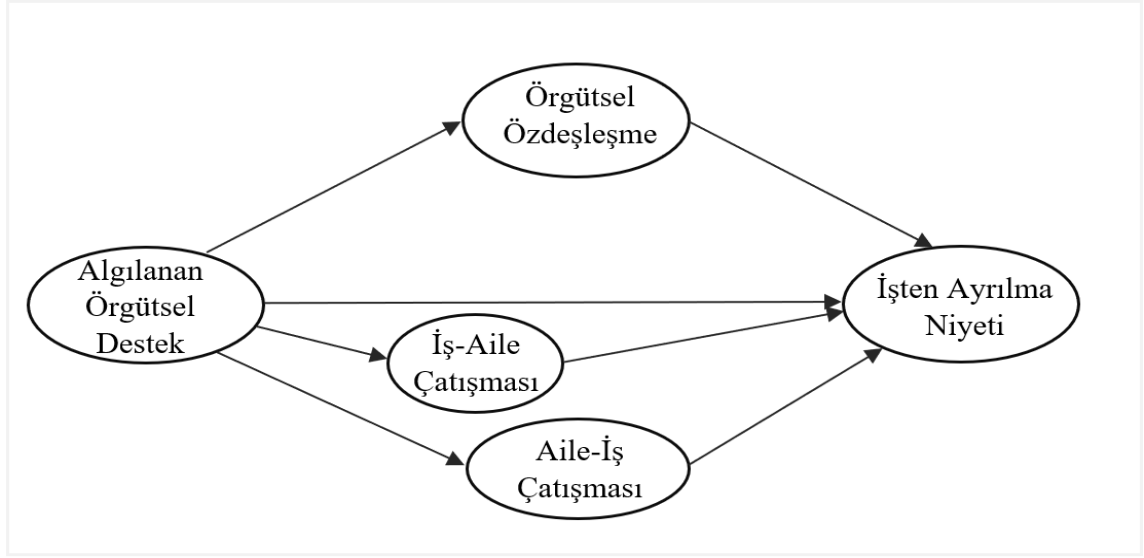 Örgütsel
Özdeşleşme
Algılanan
Örgütsel
Destek
İşten Ayrılma
Niyeti
İş-Aile
Çatışması
Aile-İş
Çatışması